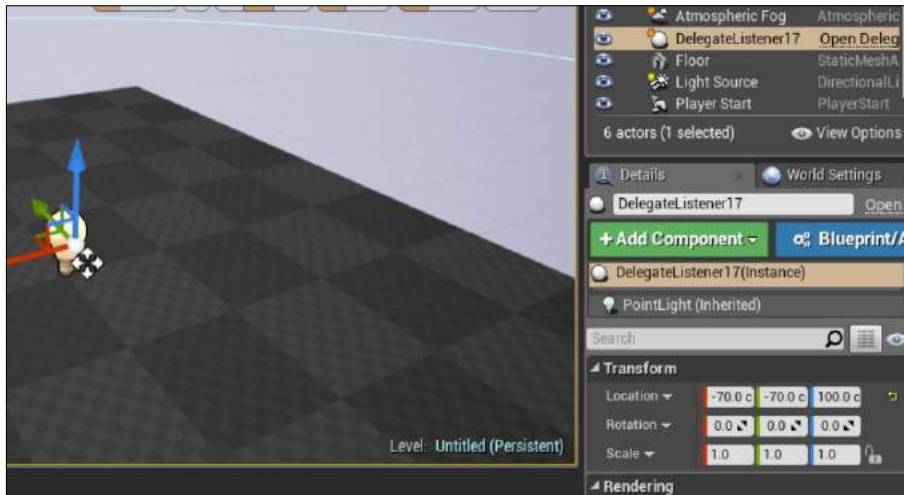 Atmospheric Fog Atmospheric
DelegateListener17 Open Deleg
Floor StaticMeshA
Light Source DirectionalLi
Player Start PlayerStart
6 actors (1 selected) View Options
Details World Settings
DelegateListener17 Open
+ Add Component Blueprint/A
DelegateListener17(Instance)
PointLight (Inherited)
Search
Transform
Location -70.0 c -70.0 c 100.0 c
Rotation 0.0 0.0 0.0
Scale 1.0 1.0 1.0
Level: Untitled (Persistent)
Rendering